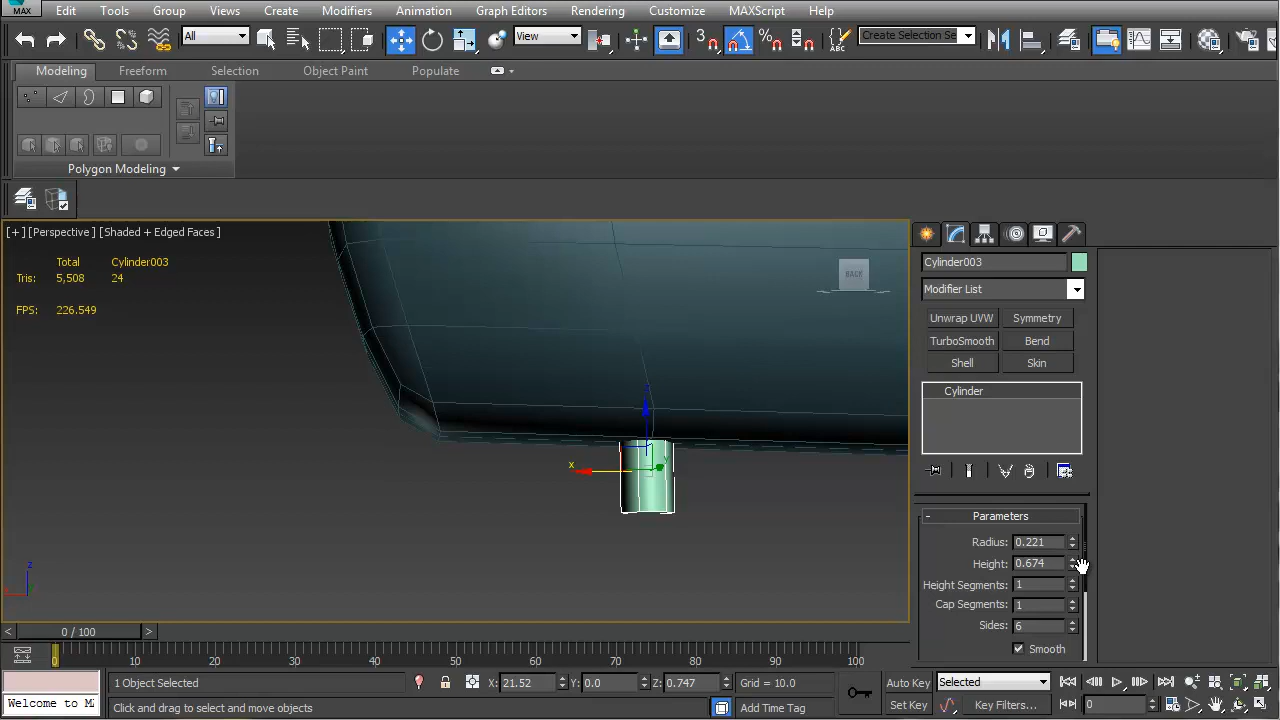 MAX Edit Tools Group Views Create Modifiers Animation Graph Editors Rendering Customize MAXScript Help
All View 3 % ABC Create Selection Se
Modeling Freeform Selection Object Paint Populate
Polygon Modeling
[+] [Perspective] [Shaded + Edged Faces]
Total Cylinder003
Tris: 5,508 24
FPS: 226.549
BACK
z
x y
z
x
Cylinder003
Modifier List
Unwrap UVW Symmetry
TurboSmooth Bend
Shell Skin
Cylinder
- Parameters
Radius: 0.221
Height: 0.674
Height Segments: 1
Cap Segments: 1
Sides: 6
Smooth
< 0 / 100 >
0 10 20 30 40 50 60 70 80 90 100
1 Object Selected X: 21.52 Y: 0.0 Z: 0.747 Grid = 10.0 Auto Key Selected
Welcome to M Click and drag to select and move objects Add Time Tag Set Key Key Filters... 0